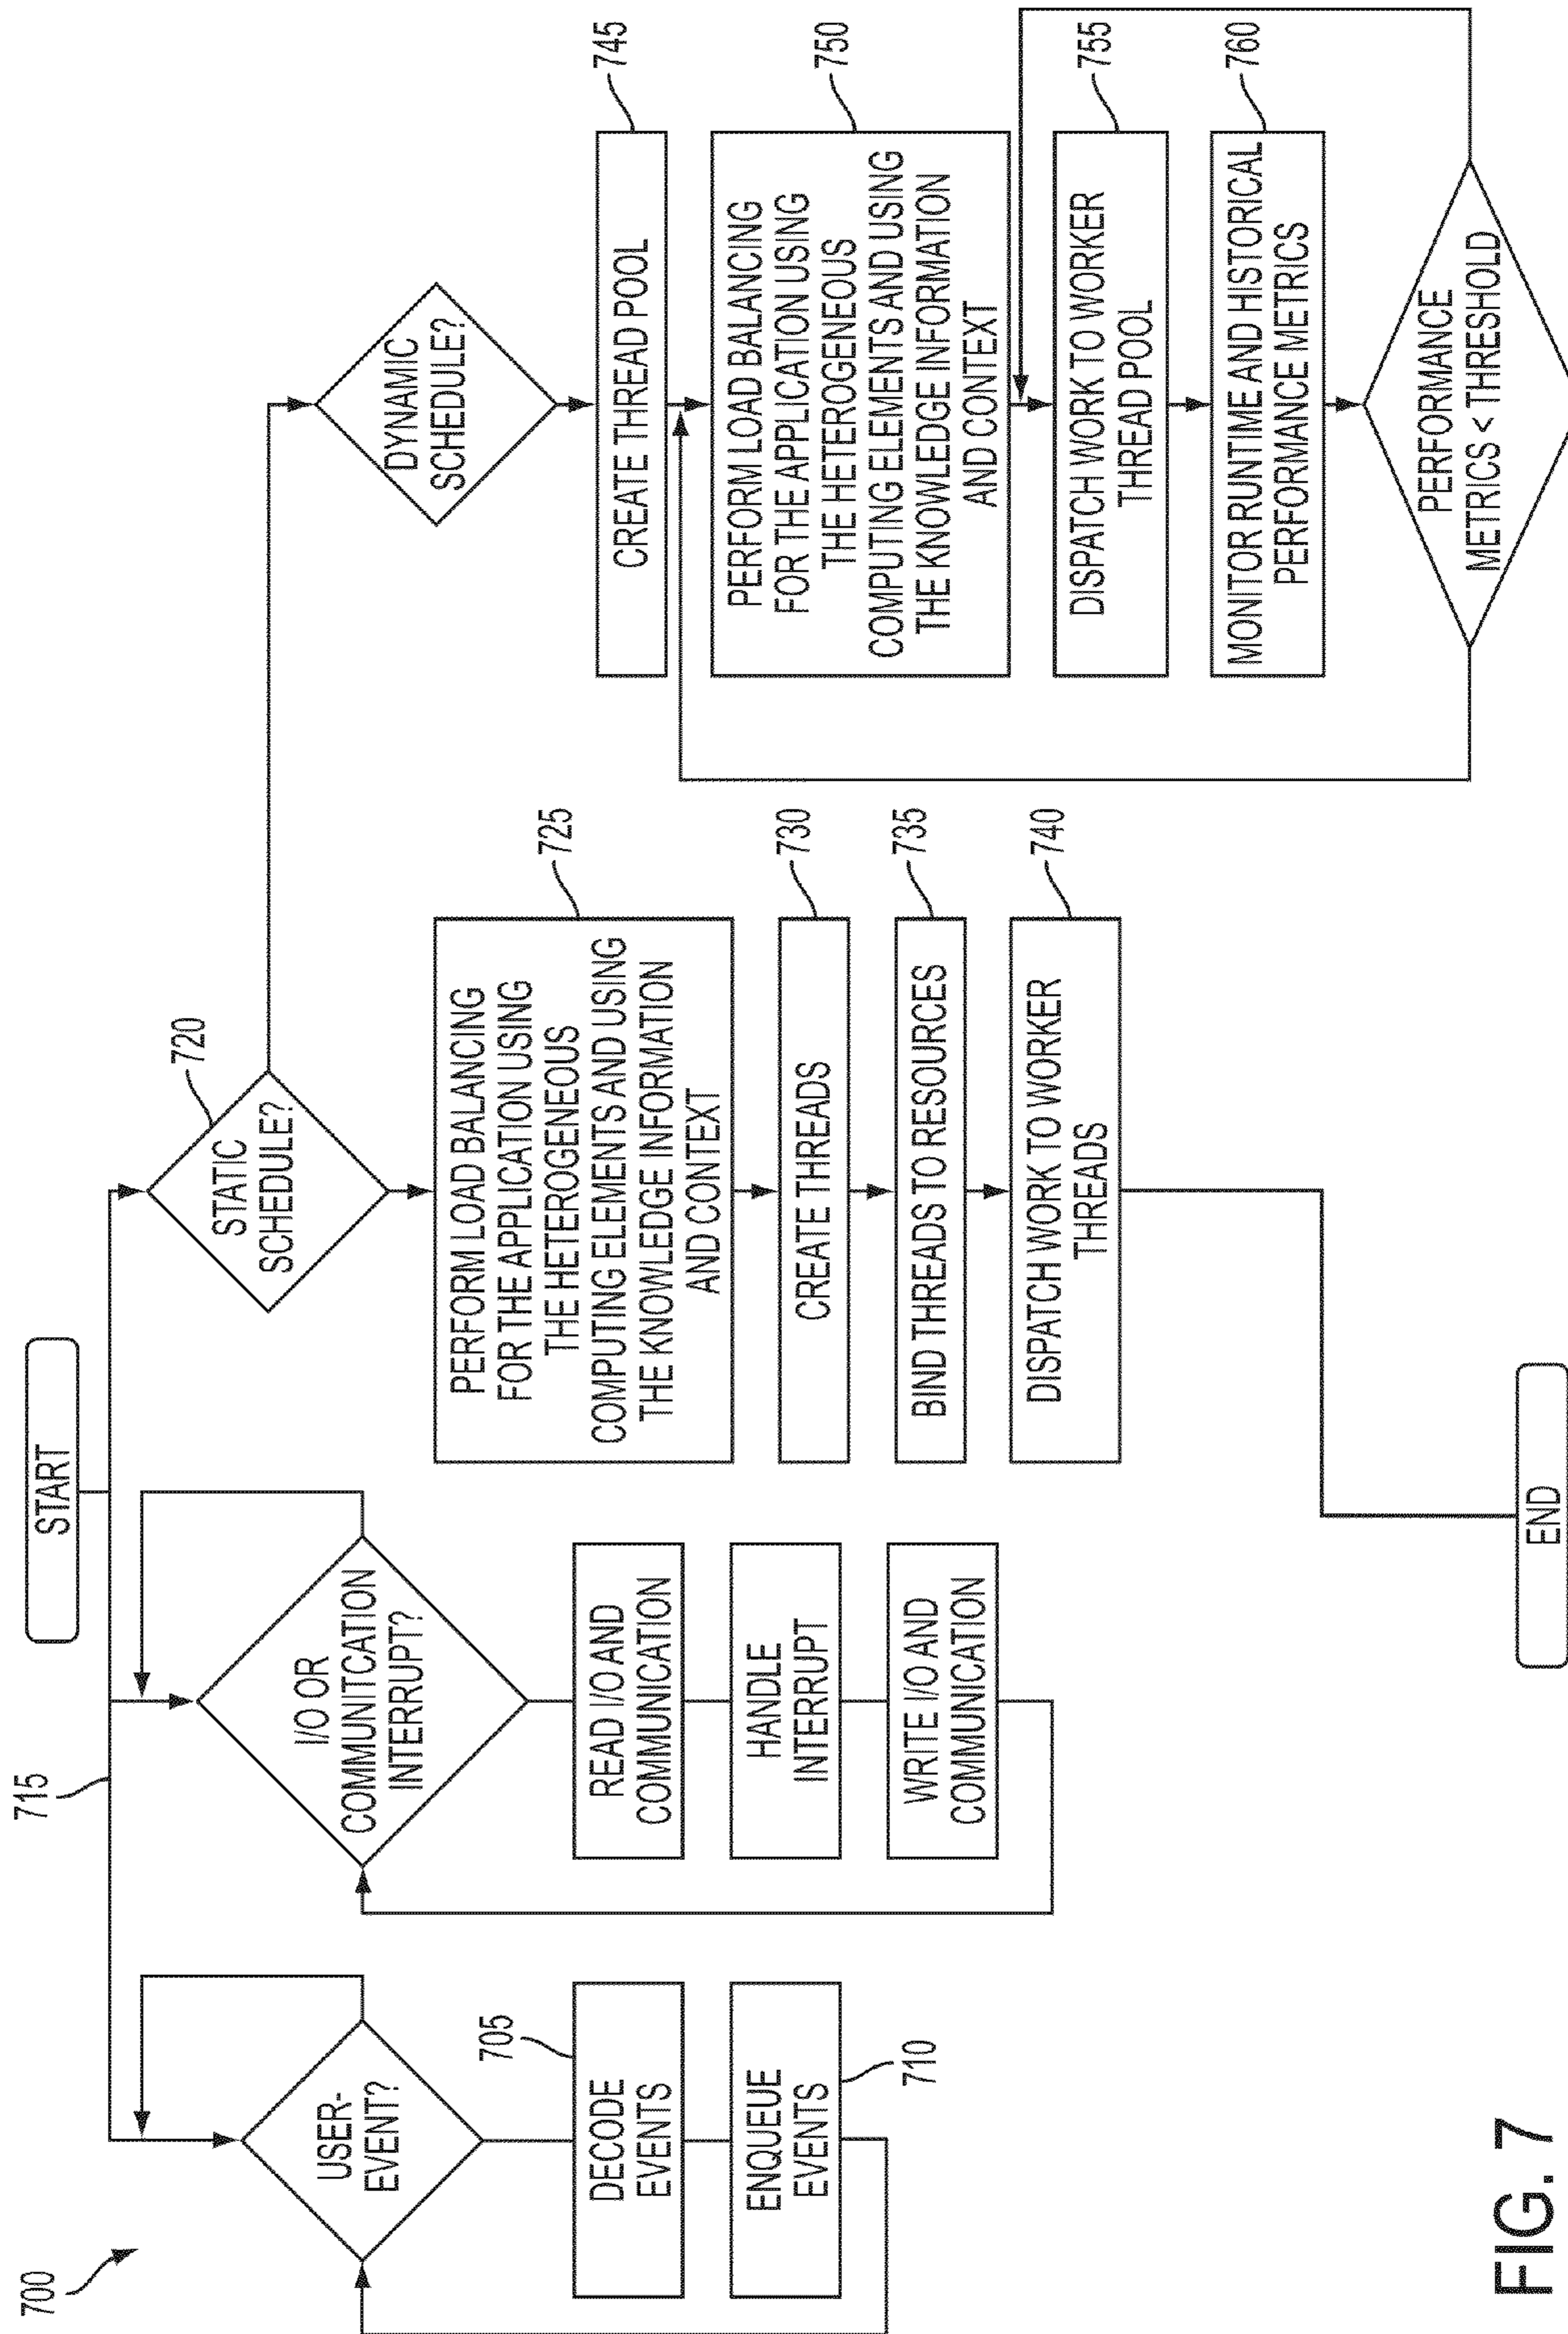 700
START
715
USER-
EVENT?
705
DECODE
EVENTS
ENQUEUE
EVENTS
710
I/O OR
COMMUNITCATION
INTERRUPT?
READ I/O AND
COMMUNICATION
HANDLE
INTERRUPT
WRITE I/O AND
COMMUNICATION
720
STATIC
SCHEDULE?
725
PERFORM LOAD BALANCING
FOR THE APPLICATION USING
THE HETEROGENEOUS
COMPUTING ELEMENTS AND USING
THE KNOWLEDGE INFORMATION
AND CONTEXT
730
CREATE THREADS
735
BIND THREADS TO RESOURCES
740
DISPATCH WORK TO WORKER
THREADS
END
DYNAMIC
SCHEDULE?
745
CREATE THREAD POOL
750
PERFORM LOAD BALANCING
FOR THE APPLICATION USING
THE HETEROGENEOUS
COMPUTING ELEMENTS AND USING
THE KNOWLEDGE INFORMATION
AND CONTEXT
755
DISPATCH WORK TO WORKER
THREAD POOL
760
MONITOR RUNTIME AND HISTORICAL
PERFORMANCE METRICS
PERFORMANCE
METRICS < THRESHOLD
FIG. 7